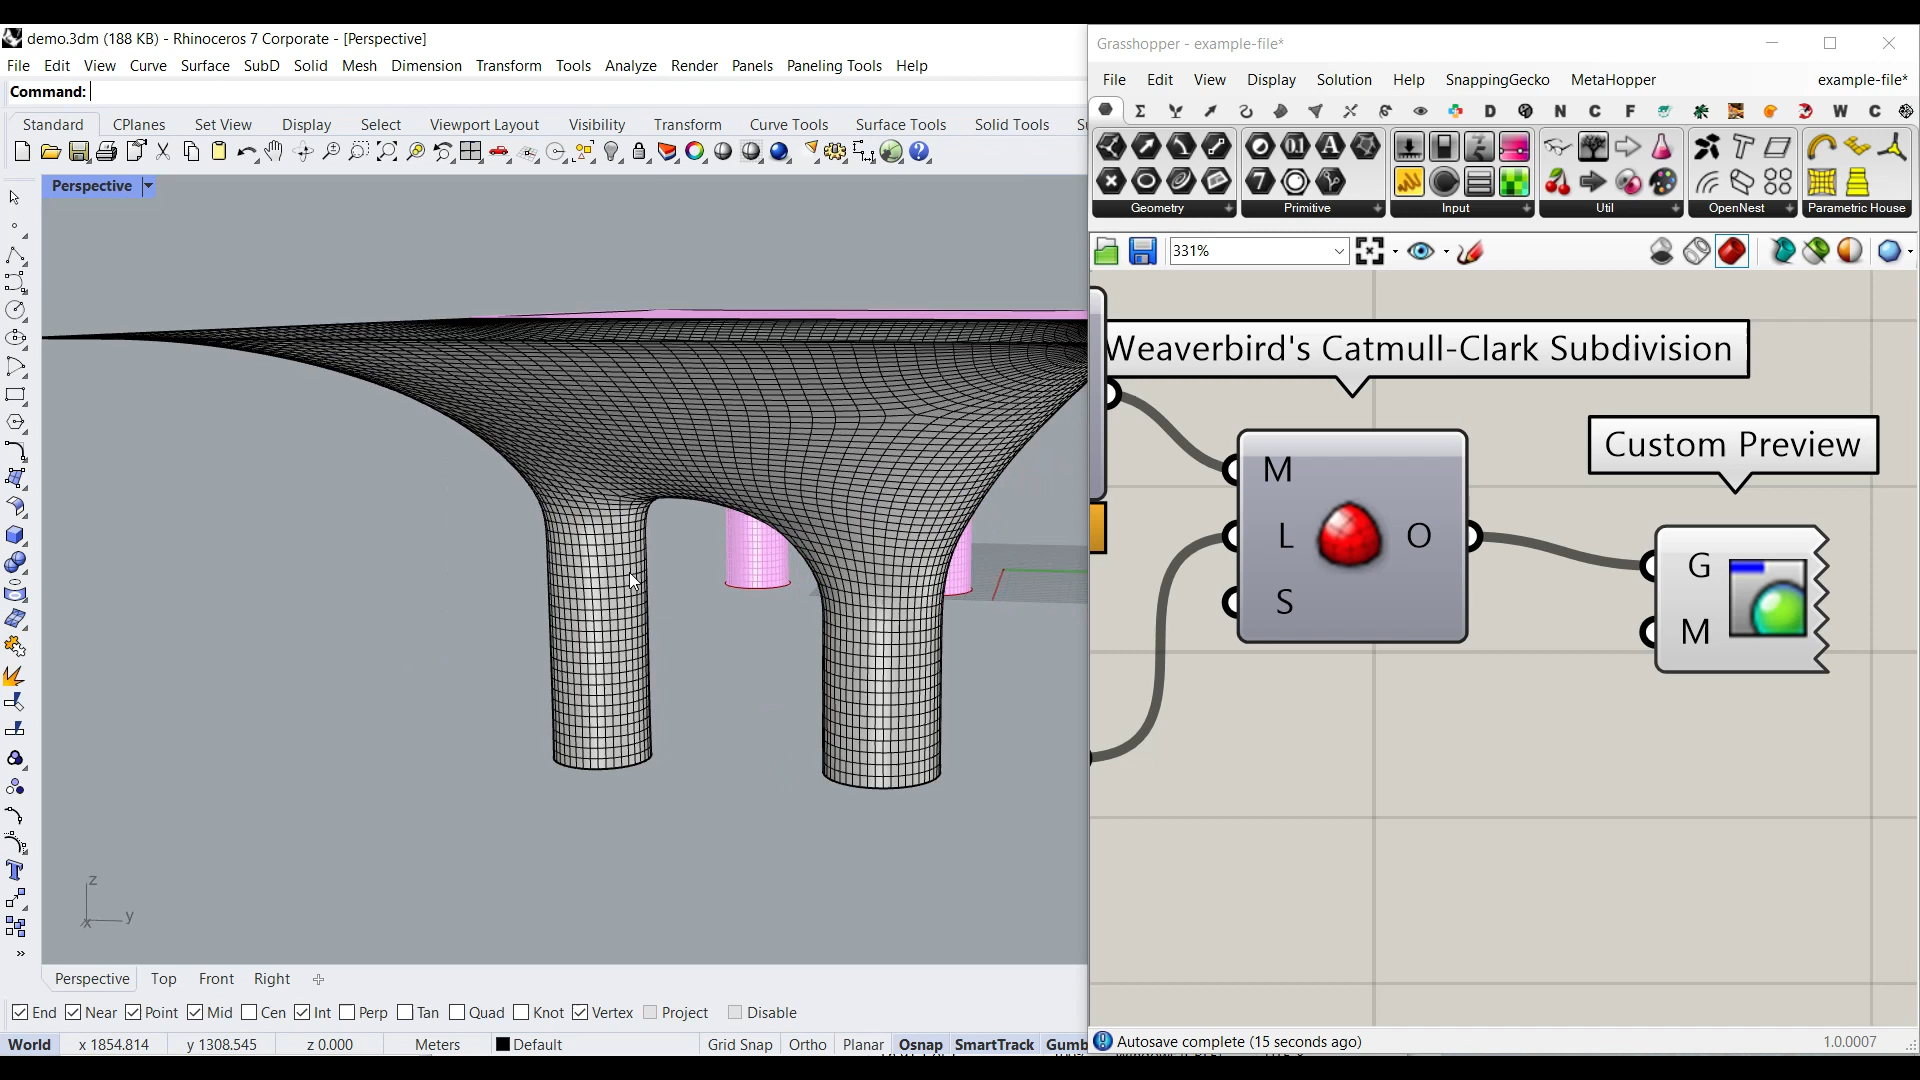 demo.3dm (188 KB) - Rhinoceros 7 Corporate - [Perspective]
File Edit View Curve Surface SubD Solid Mesh Dimension Transform Tools Analyze Render Panels Paneling Tools Help
Command:
Standard CPlanes Set View Display Select Viewport Layout Visibility Transform Curve Tools Surface Tools Solid Tools
Perspective
z
y
x
Perspective Top Front Right
End Near Point Mid Cen Int Perp Tan Quad Knot Vertex Project Disable
World x 1854.814 y 1308.545 z 0.000 Meters Default Grid Snap Ortho Planar Osnap SmartTrack Gumb
Grasshopper - example-file*
File Edit View Display Solution Help SnappingGecko MetaHopper example-file*
D N C F W C
Geometry Primitive Input Util OpenNest Parametric House
331%
Weaverbird's Catmull-Clark Subdivision
Custom Preview
M
L O
S
G
M
Autosave complete (15 seconds ago) 1.0.0007